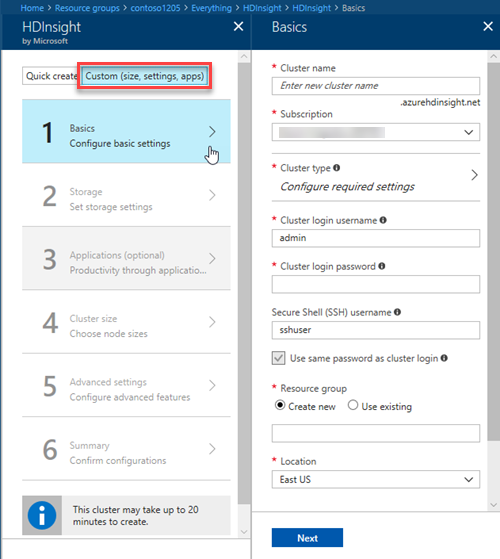 Home > Resource groups > contoso1205 > Everything > HDInsight > HDInsight > Basics
HDInsight
by Microsoft
Quick create
Custom (size, settings, apps)
1
Basics
Configure basic settings
2
Storage
Set storage settings
3
Applications (optional)
Productivity through applicatio...
4
Cluster size
Choose node sizes
5
Advanced settings
Configure advanced features
6
Summary
Confirm configurations
This cluster may take up to 20
minutes to create.
Basics
* Cluster name
Enter new cluster name
.azurehdinsight.net
* Subscription
* Cluster type
Configure required settings
* Cluster login username
admin
* Cluster login password
Secure Shell (SSH) username
sshuser
Use same password as cluster login
* Resource group
Create new
Use existing
* Location
East US
Next